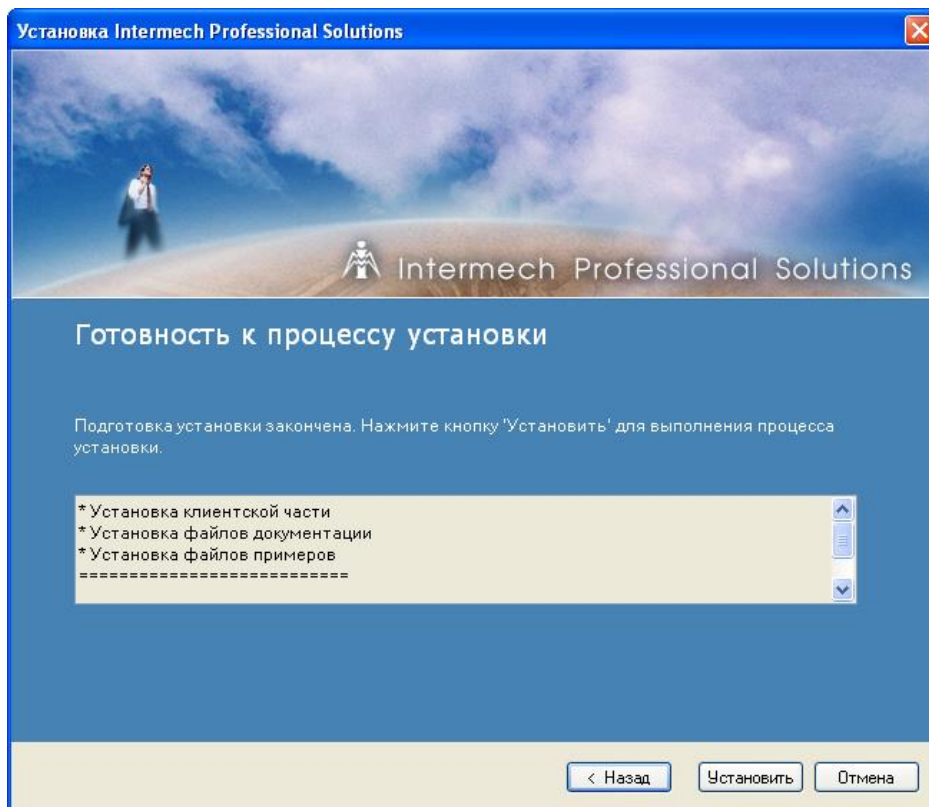 Установка Intermech Professional Solutions
Intermech Professional Solutions
Готовность к процессу установки
Подготовка установки закончена. Нажмите кнопку 'Установить' для выполнения процесса
установки.
* Установка клиентской части
* Установка файлов документации
* Установка файлов примеров
===========================
< Назад
Установить
Отмена